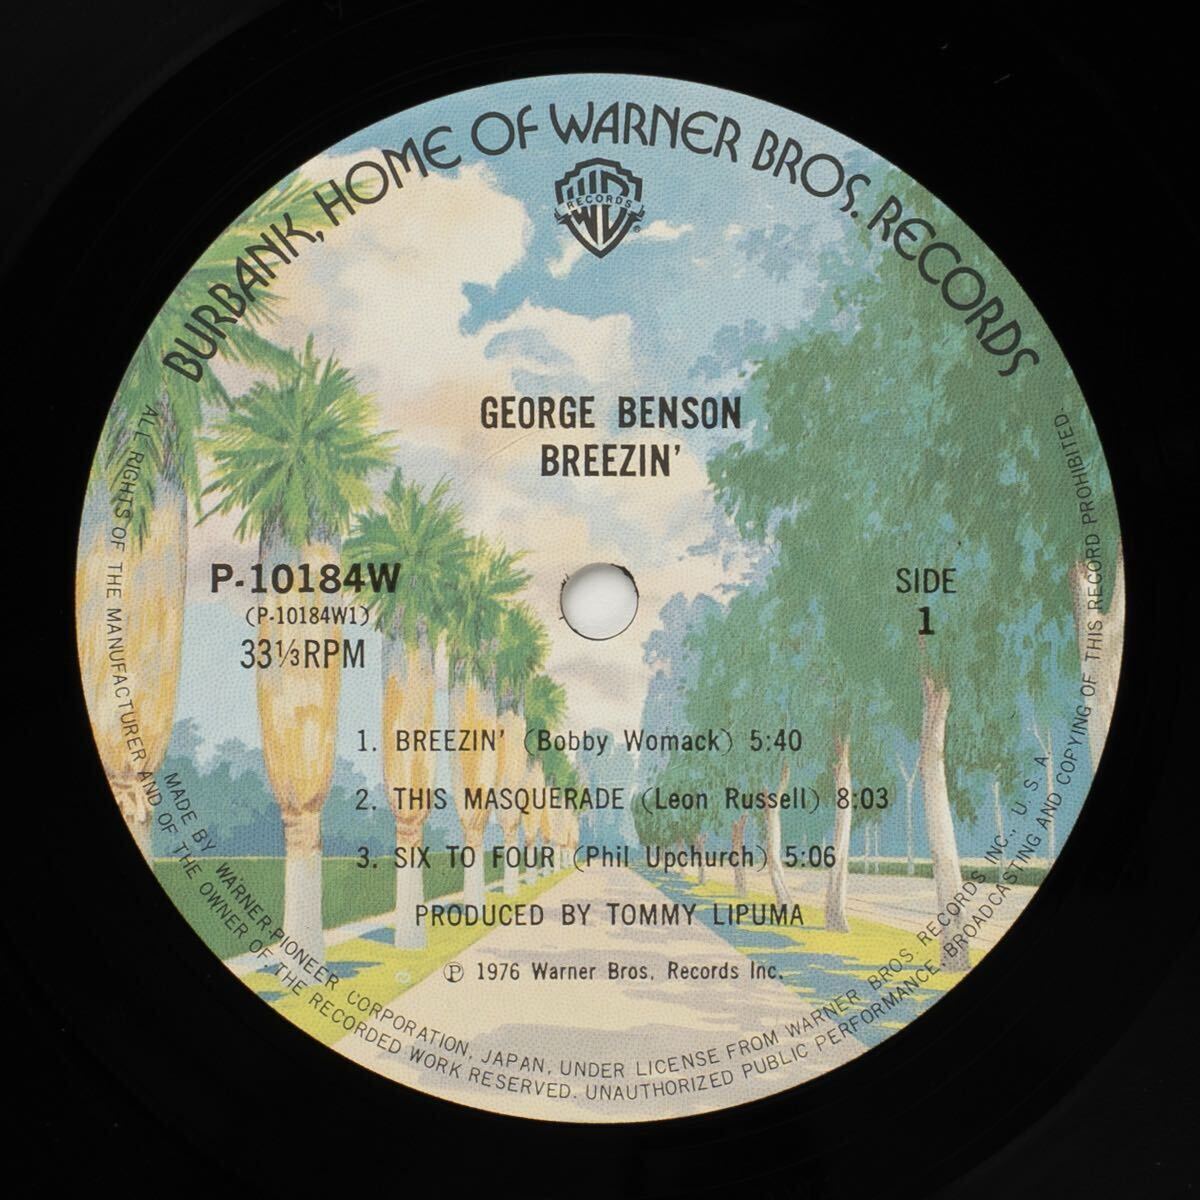 BURBANK, HOME OF WARNER BROS. RECORDS
RECORDS
®
GEORGE BENSON
BREEZIN'
P-10184W
(P-10184W1)
33⅓RPM
SIDE
1
1. BREEZIN' (Bobby Womack) 5:40
2. THIS MASQUERADE (Leon Russell) 8:03
3. SIX TO FOUR (Phil Upchurch) 5:06
PRODUCED BY TOMMY LIPUMA
℗ 1976 Warner Bros. Records Inc.
MADE BY WARNER-PIONEER CORPORATION, JAPAN, UNDER LICENSE FROM WARNER BROS. RECORDS INC., U. S. A.
ALL RIGHTS OF THE MANUFACTURER AND OF THE OWNER OF THE RECORDED WORK RESERVED. UNAUTHORIZED PUBLIC PERFORMANCE, BROADCASTING AND COPYING OF THIS RECORD PROHIBITED